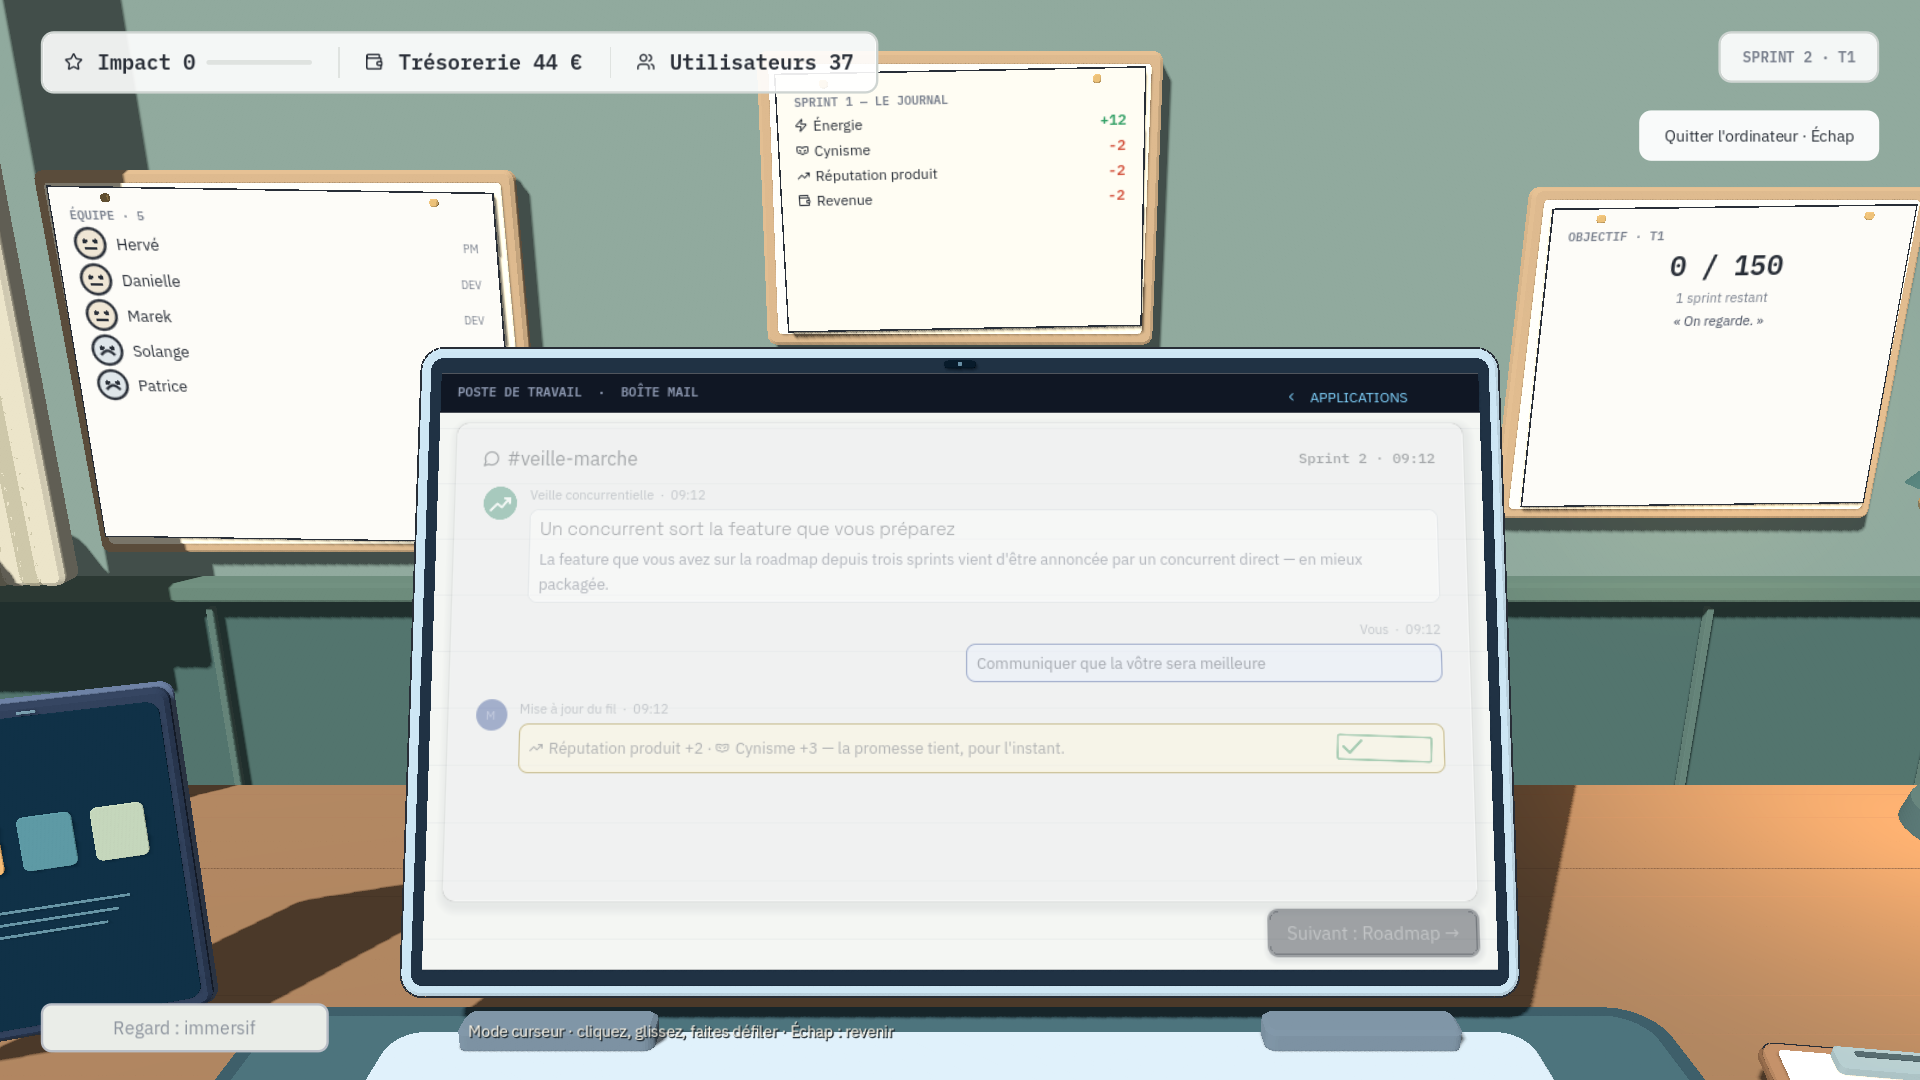 Impact 0
Trésorerie 44 €
Utilisateurs 37
SPRINT 2 · T1
Quitter l'ordinateur · Échap
SPRINT 1 — LE JOURNAL
Énergie +12
Cynisme -2
Réputation produit -2
Revenue -2
ÉQUIPE · 5
Hervé PM
Danielle DEV
Marek DEV
Solange
Patrice
OBJECTIF · T1
0 / 150
1 sprint restant
« On regarde. »
POSTE DE TRAVAIL · BOÎTE MAIL
‹ APPLICATIONS
#veille-marche
Sprint 2 · 09:12
Veille concurrentielle · 09:12
Un concurrent sort la feature que vous préparez
La feature que vous avez sur la roadmap depuis trois sprints vient d'être annoncée par un concurrent direct — en mieux
packagée.
Vous · 09:12
Communiquer que la vôtre sera meilleure
M
Mise à jour du fil · 09:12
Réputation produit +2 · Cynisme +3 — la promesse tient, pour l'instant.
Suivant : Roadmap →
Regard : immersif
Mode curseur · cliquez, glissez, faites défiler · Échap : revenir